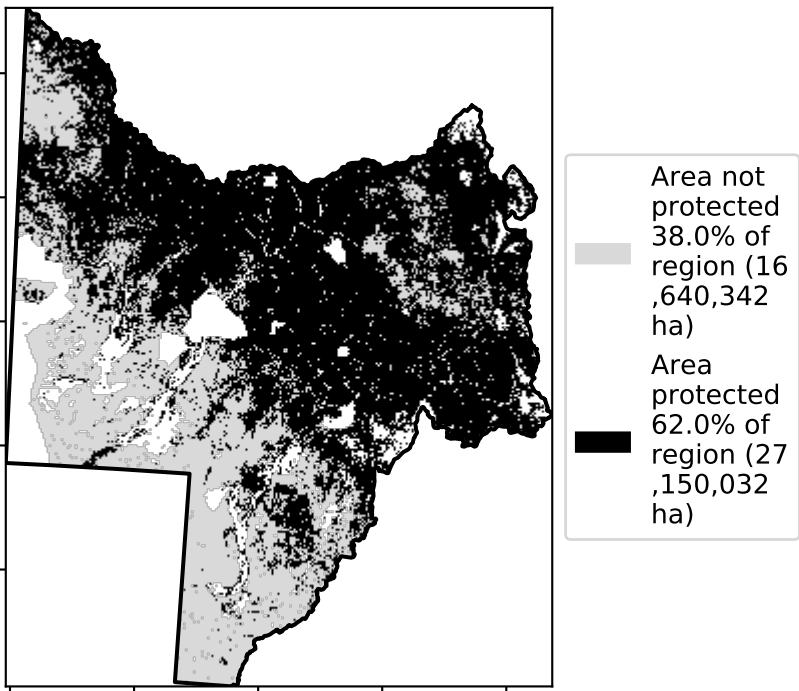 Area not
protected
38.0% of
region (16
,640,342
ha)
Area
protected
62.0% of
region (27
,150,032
ha)